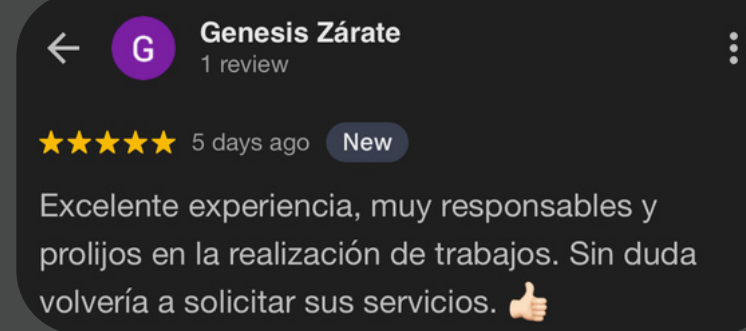 G
Genesis Zárate
1 review
5 days ago New
Excelente experiencia, muy responsables y
prolijos en la realización de trabajos. Sin duda
volvería a solicitar sus servicios. 👍🏻